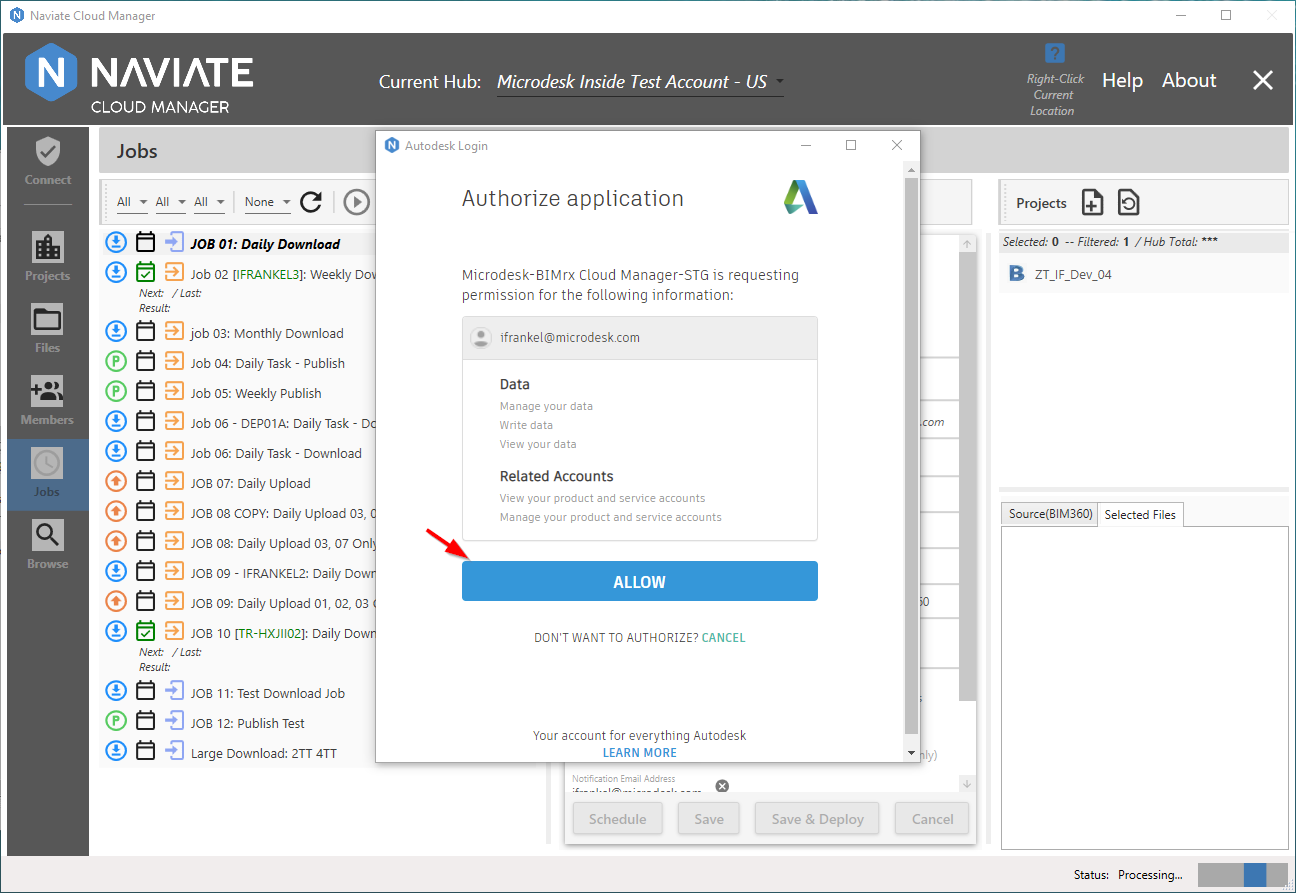 Naviate Cloud Manager
NAVIATE
CLOUD MANAGER
Current Hub: Microdesk Inside Test Account - US
?
Right-Click
Current
Location
Help
About
Connect
Projects
Files
Members
Jobs
Browse
Jobs
All All All None
JOB 01: Daily Download
Job 02 [IFRANKEL3]: Weekly Dow
Next: / Last:
Result:
job 03: Monthly Download
P Job 04: Daily Task - Publish
P Job 05: Weekly Publish
Job 06 - DEP01A: Daily Task - Do
Job 06: Daily Task - Download
JOB 07: Daily Upload
JOB 08 COPY: Daily Upload 03, 0
JOB 08: Daily Upload 03, 07 Only
JOB 09 - IFRANKEL2: Daily Down
JOB 09: Daily Upload 01, 02, 03 
JOB 10 [TR-HXJII02]: Daily Down
Next: / Last:
Result:
JOB 11: Test Download Job
P JOB 12: Publish Test
Large Download: 2TT 4TT
Autodesk Login
Authorize application
Microdesk-BIMrx Cloud Manager-STG is requesting
permission for the following information:
ifrankel@microdesk.com
Data
Manage your data
Write data
View your data
Related Accounts
View your product and service accounts
Manage your product and service accounts
ALLOW
DON'T WANT TO AUTHORIZE? CANCEL
Your account for everything Autodesk
LEARN MORE
.com
Notification Email Address
ifrankel@microdesk.com
Schedule
Save
Save & Deploy
Cancel
Projects
Selected: 0 -- Filtered: 1 / Hub Total: ***
B ZT_IF_Dev_04
Source(BIM360)
Selected Files
Status: Processing...